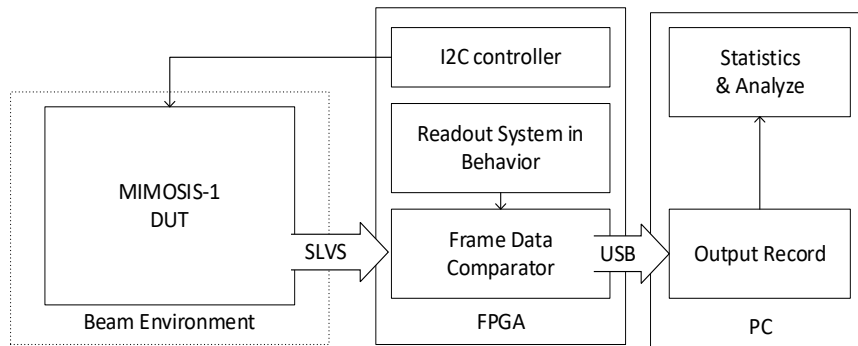 I2C controller
Statistics
& Analyze
Readout System in
Behavior
MIMOSIS-1
DUT
SLVS
Frame Data
Comparator
USB
Output Record
Beam Environment
FPGA
PC